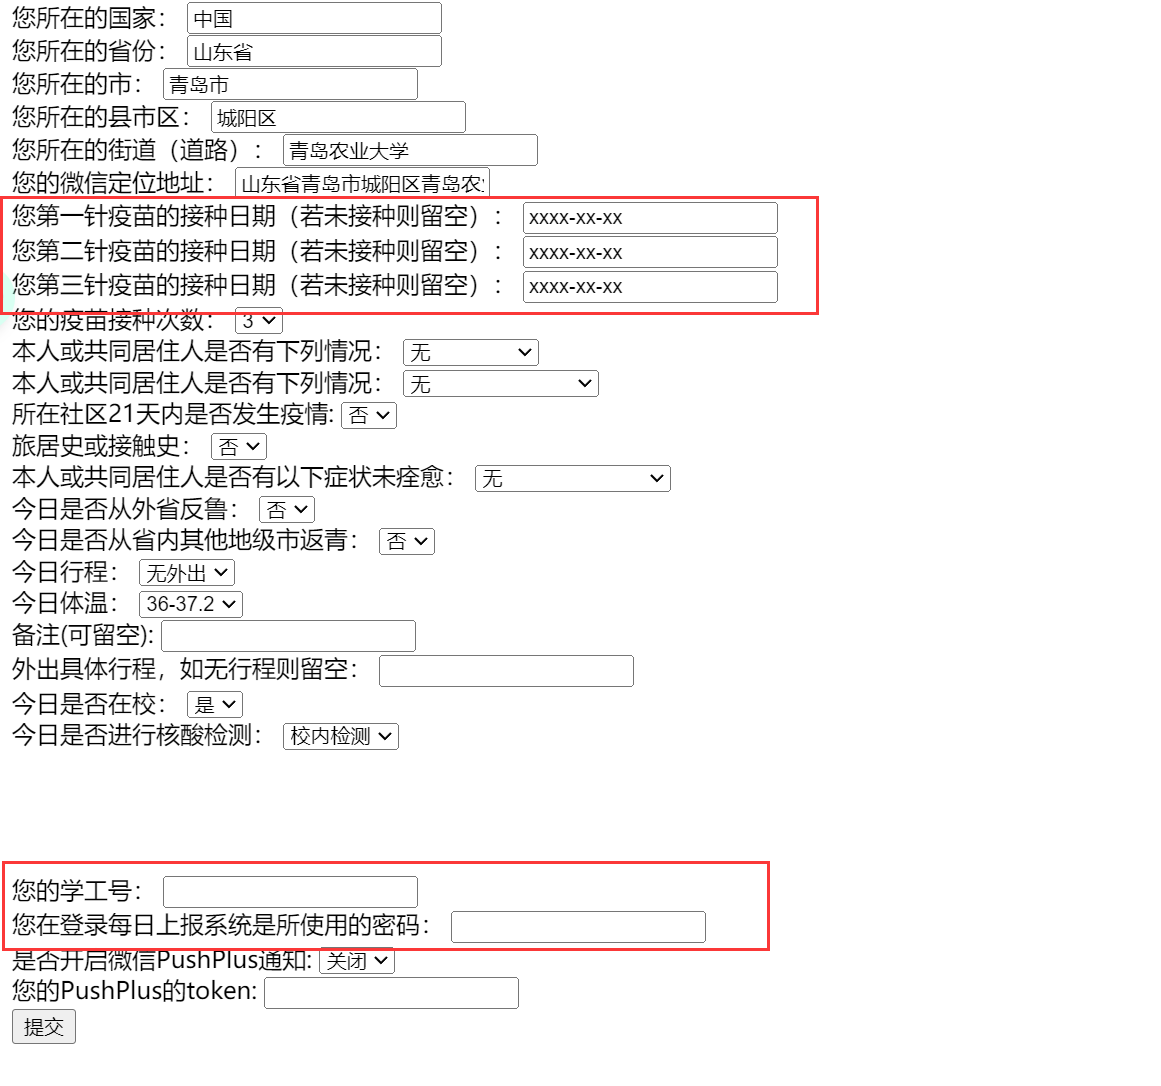 您所在的国家： 中国
您所在的省份： 山东省
您所在的市： 青岛市
您所在的县市区： 城阳区
您所在的街道（道路）： 青岛农业大学
您的微信定位地址： 山东省青岛市城阳区青岛农
您第一针疫苗的接种日期（若未接种则留空）： xxxx-xx-xx
您第二针疫苗的接种日期（若未接种则留空）： xxxx-xx-xx
您第三针疫苗的接种日期（若未接种则留空）： xxxx-xx-xx
您的疫苗接种次数： 3
本人或共同居住人是否有下列情况： 无
本人或共同居住人是否有下列情况： 无
所在社区21天内是否发生疫情: 否
旅居史或接触史： 否
本人或共同居住人是否有以下症状未痊愈： 无
今日是否从外省反鲁： 否
今日是否从省内其他地级市返青： 否
今日行程： 无外出
今日体温： 36-37.2
备注(可留空):
外出具体行程，如无行程则留空：
今日是否在校： 是
今日是否进行核酸检测： 校内检测
您的学工号：
您在登录每日上报系统是所使用的密码：
是否开启微信PushPlus通知: 关闭
您的PushPlus的token:
提交